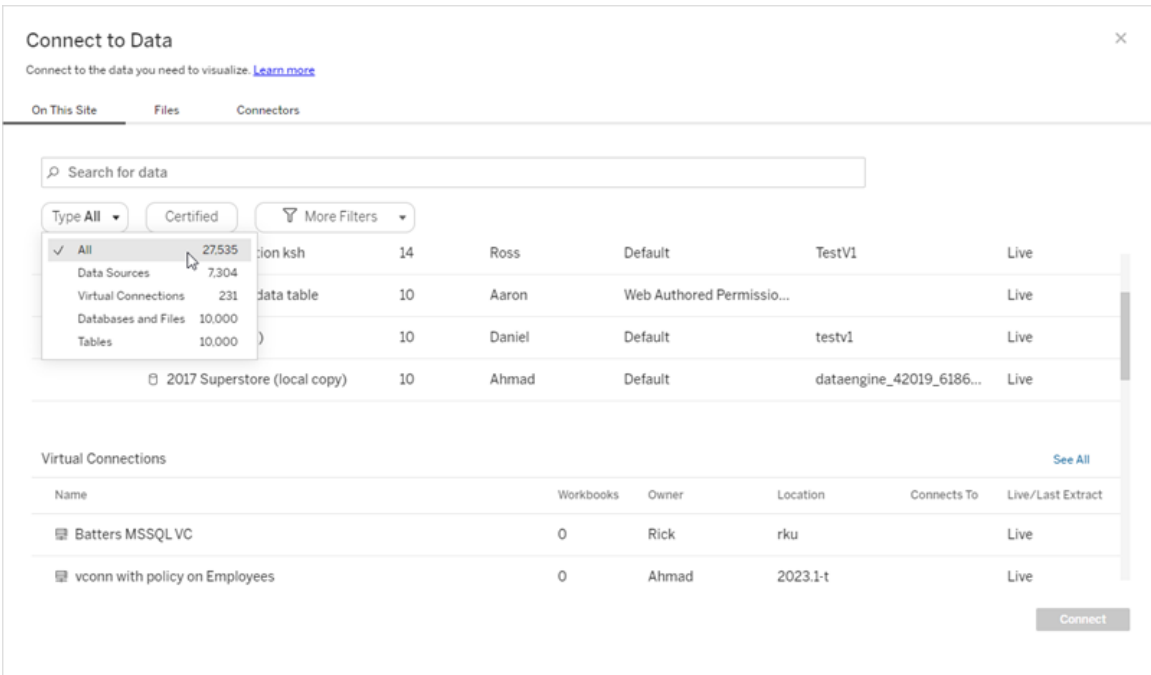 Connect to Data
Connect to the data you need to visualize. Learn more
On This Site Files Connectors
Search for data
Type All Certified More Filters
All 27,535
Data Sources 7,304
Virtual Connections 231
Databases and Files 10,000
Tables 10,000
ion ksh 14 Ross Default TestV1 Live
data table 10 Aaron Web Authored Permissio... Live
) 10 Daniel Default testv1 Live
2017 Superstore (local copy) 10 Ahmad Default dataengine_42019_6186... Live
Virtual Connections See All
Name Workbooks Owner Location Connects To Live/Last Extract
Batters MSSQL VC 0 Rick rku Live
vconn with policy on Employees 0 Ahmad 2023.1-t Live
Connect